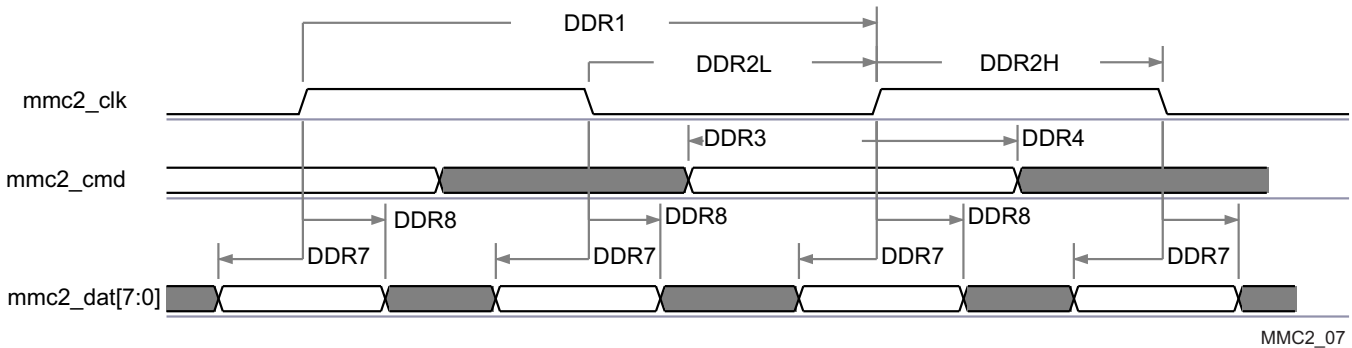 DDR1
DDR2L DDR2H
mmc2_clk
DDR3 DDR4
mmc2_cmd
DDR8 DDR8 DDR8
DDR7 DDR7 DDR7 DDR7
mmc2_dat[7:0]
MMC2_07